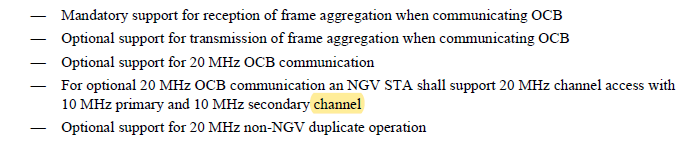 — Mandatory support for reception of frame aggregation when communicating OCB
— Optional support for transmission of frame aggregation when communicating OCB
— Optional support for 20 MHz OCB communication
— For optional 20 MHz OCB communication an NGV STA shall support 20 MHz channel access with
10 MHz primary and 10 MHz secondary channel
— Optional support for 20 MHz non-NGV duplicate operation